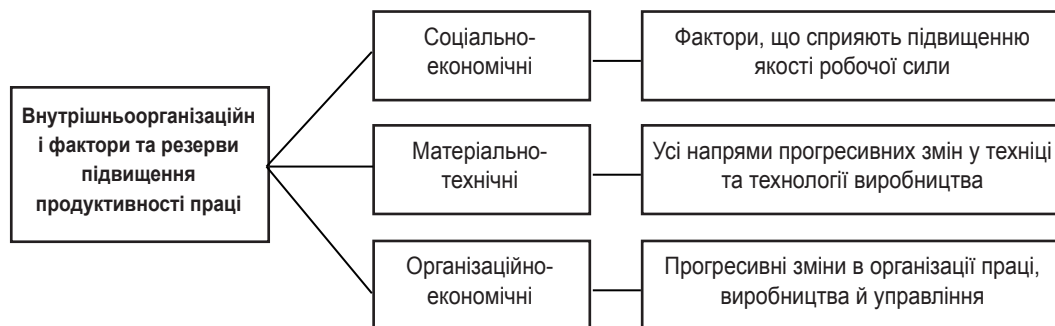 Внутрішньоорганізаційн
і фактори та резерви
підвищення
продуктивності праці
Соціально-
економічні
Фактори, що сприяють підвищенню
якості робочої сили
Матеріально-
технічні
Усі напрями прогресивних змін у техніці
та технології виробництва
Організаційно-
економічні
Прогресивні зміни в організації праці,
виробництва й управління